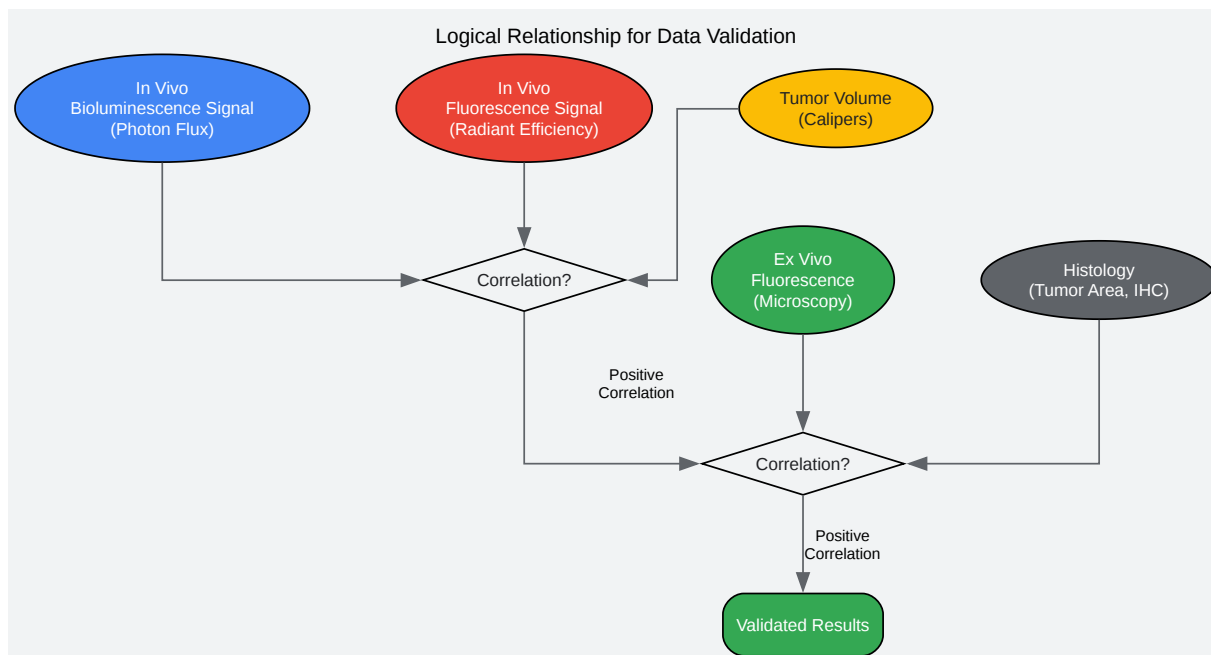 Logical Relationship for Data Validation
In Vivo
Bioluminescence Signal
(Photon Flux)
In Vivo
Fluorescence Signal
(Radiant Efficiency)
Tumor Volume
(Calipers)
Correlation?
Ex Vivo
Fluorescence
(Microscopy)
Histology
(Tumor Area, IHC)
Positive
Correlation
Correlation?
Positive
Correlation
Validated Results